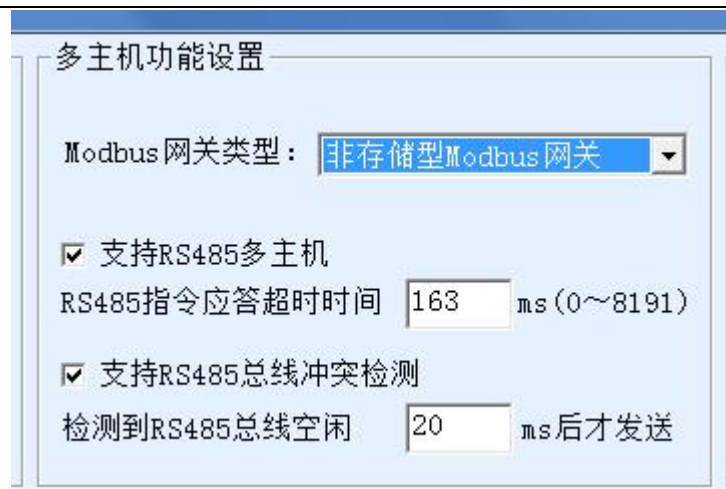 多主机功能设置
Modbus网关类型： 非存储型Modbus网关
支持RS485多主机
RS485指令应答超时时间 163 ms(0～8191)
支持RS485总线冲突检测
检测到RS485总线空闲 20 ms后才发送